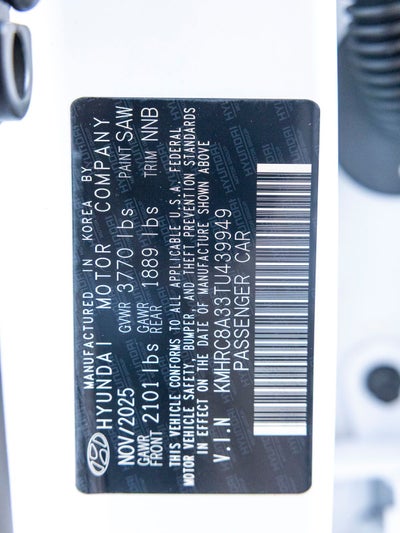 MANUFACTURED IN KOREA BY
HYUNDAI MOTOR COMPANY
NOV/2025 GVWR 3770 lbs PAINT SAW
GAWR FRONT 2101 lbs GAWR REAR 1889 lbs TRIM NNB
THIS VEHICLE CONFORMS TO ALL APPLICABLE U.S.A. FEDERAL
MOTOR VEHICLE SAFETY, BUMPER, AND THEFT PREVENTION STANDARDS
IN EFFECT ON THE DATE OF MANUFACTURE SHOWN ABOVE
V.I.N KMHRC8A33TU439949
PASSENGER CAR